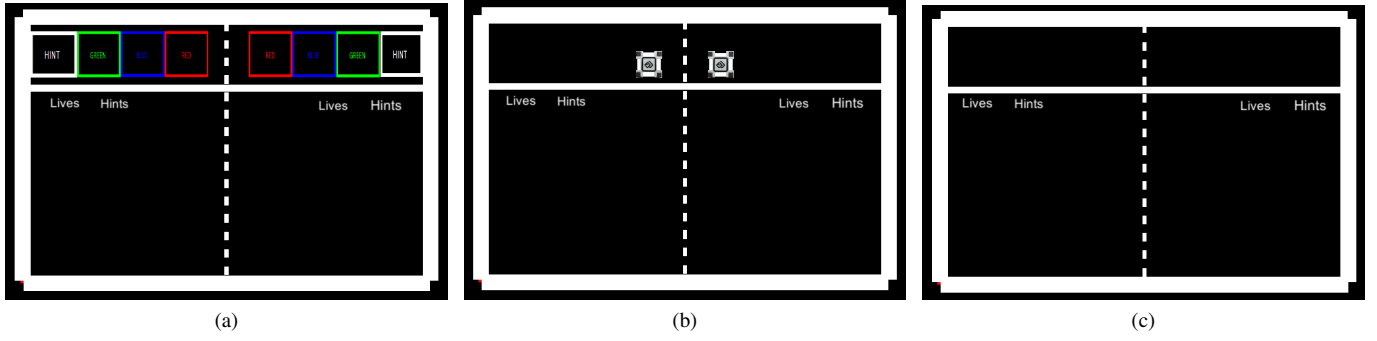 HINT GREEN BLUE RED RED BLUE GREEN HINT
Lives Hints Lives Hints
Lives Hints Lives Hints
Lives Hints Lives Hints
(a) (b) (c)